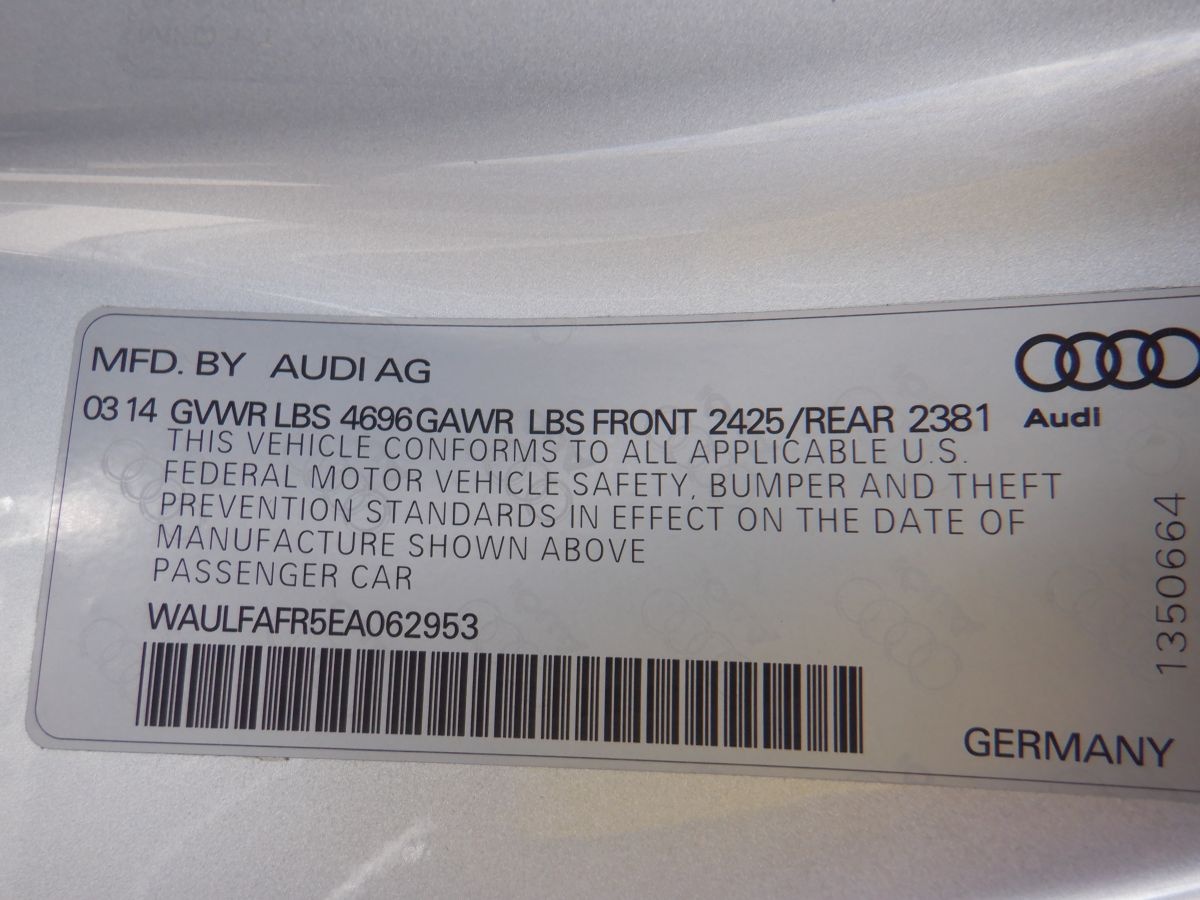 MFD. BY AUDI AG
Audi
03 14 GVWR LBS 4696 GAWR LBS FRONT 2425/REAR 2381
THIS VEHICLE CONFORMS TO ALL APPLICABLE U.S.
FEDERAL MOTOR VEHICLE SAFETY, BUMPER AND THEFT
PREVENTION STANDARDS IN EFFECT ON THE DATE OF
MANUFACTURE SHOWN ABOVE
PASSENGER CAR
WAULFAFR5EA062953
1350664
GERMANY